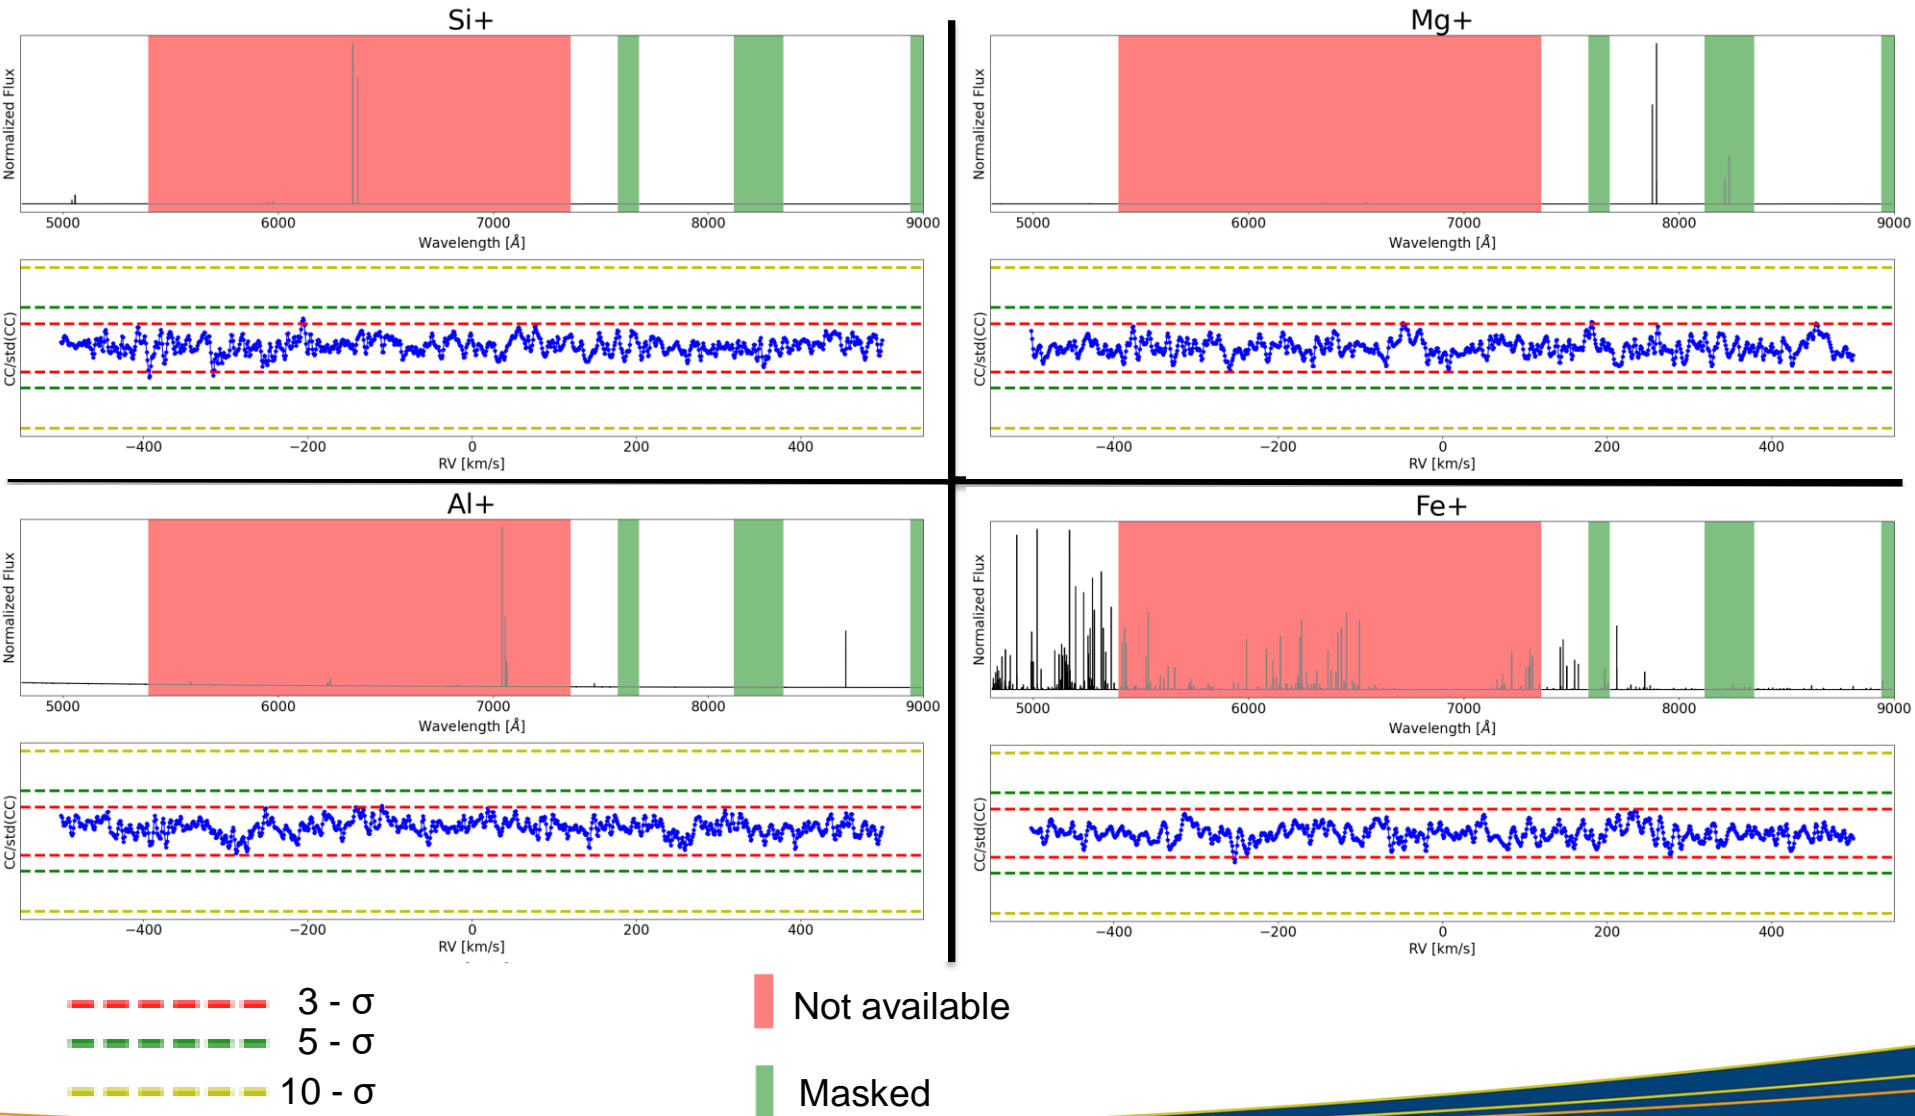 Si+
Normalized Flux
5000 6000 7000 8000 9000
Wavelength [Å]
CC/std(CC)
−400 −200 0 200 400
RV [km/s]
Mg+
Normalized Flux
5000 6000 7000 8000 9000
Wavelength [Å]
CC/std(CC)
−400 −200 0 200 400
RV [km/s]
Al+
Normalized Flux
5000 6000 7000 8000 9000
Wavelength [Å]
CC/std(CC)
−400 −200 0 200 400
RV [km/s]
Fe+
Normalized Flux
5000 6000 7000 8000 9000
Wavelength [Å]
CC/std(CC)
−400 −200 0 200 400
RV [km/s]
3 - σ
5 - σ
10 - σ
Not available
Masked